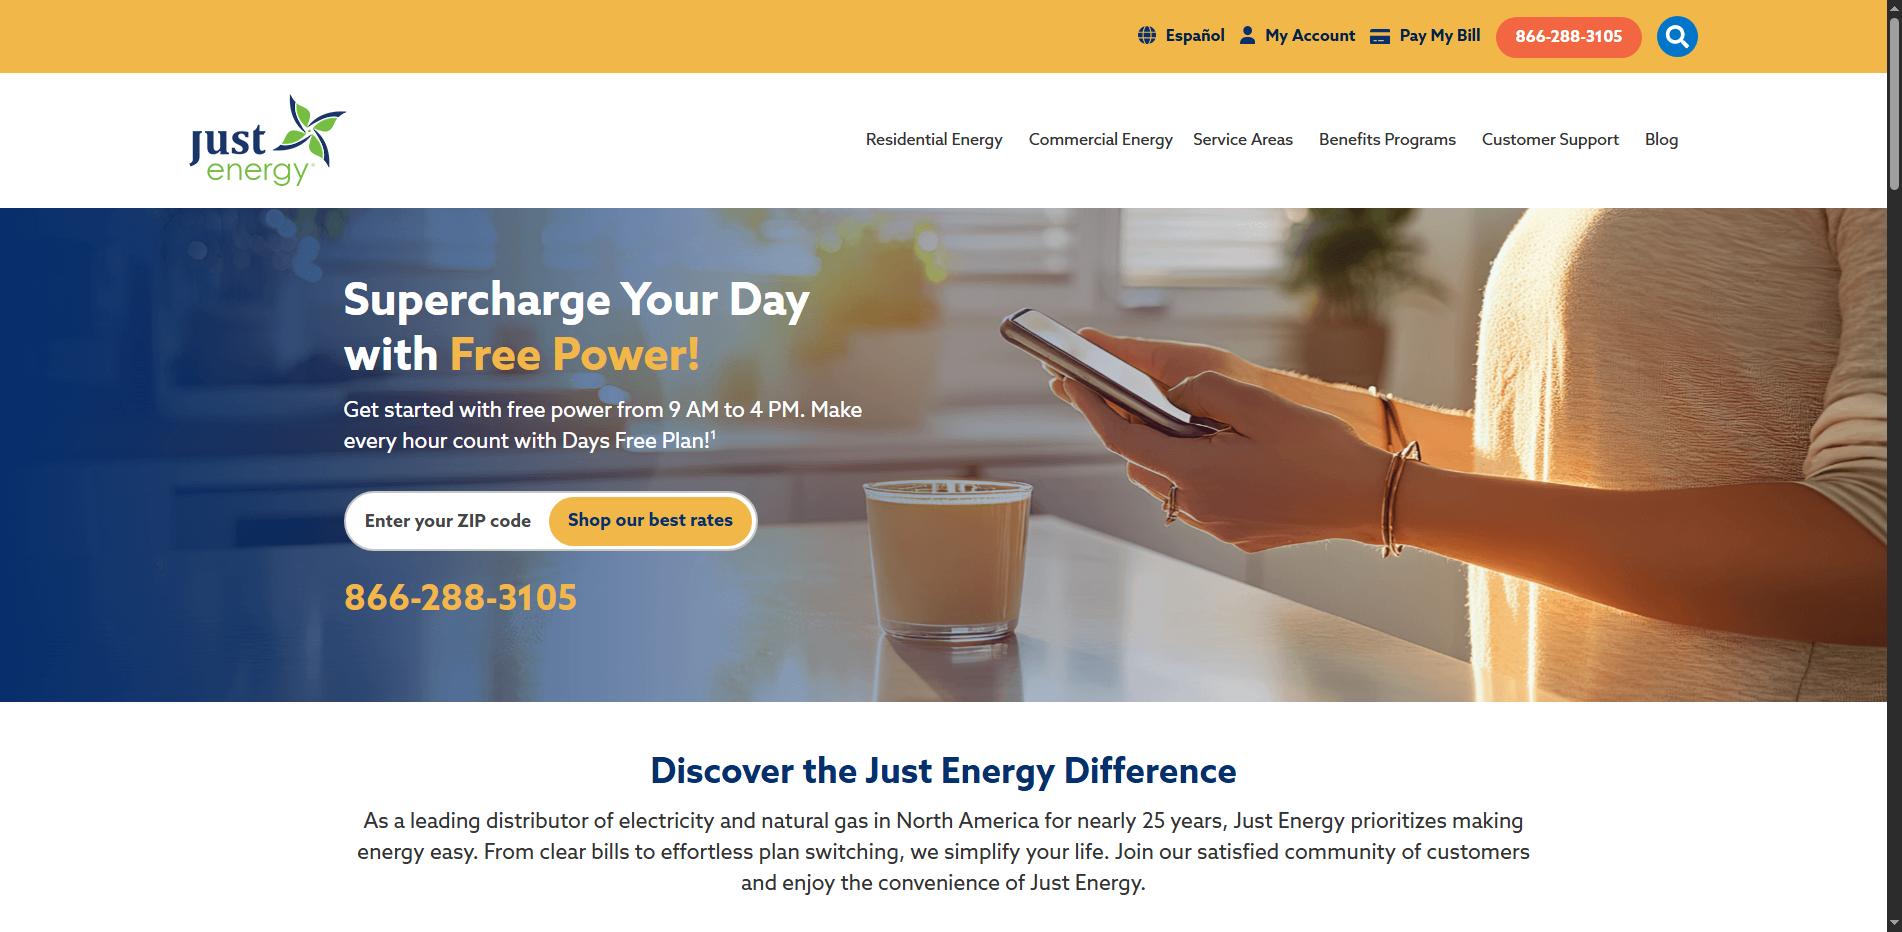 Español My Account Pay My Bill 866-288-3105
just
energy
Residential Energy Commercial Energy Service Areas Benefits Programs Customer Support Blog
Supercharge Your Day
with Free Power!
Get started with free power from 9 AM to 4 PM. Make
every hour count with Days Free Plan!¹
Enter your ZIP code Shop our best rates
866-288-3105
Discover the Just Energy Difference
As a leading distributor of electricity and natural gas in North America for nearly 25 years, Just Energy prioritizes making
energy easy. From clear bills to effortless plan switching, we simplify your life. Join our satisfied community of customers
and enjoy the convenience of Just Energy.